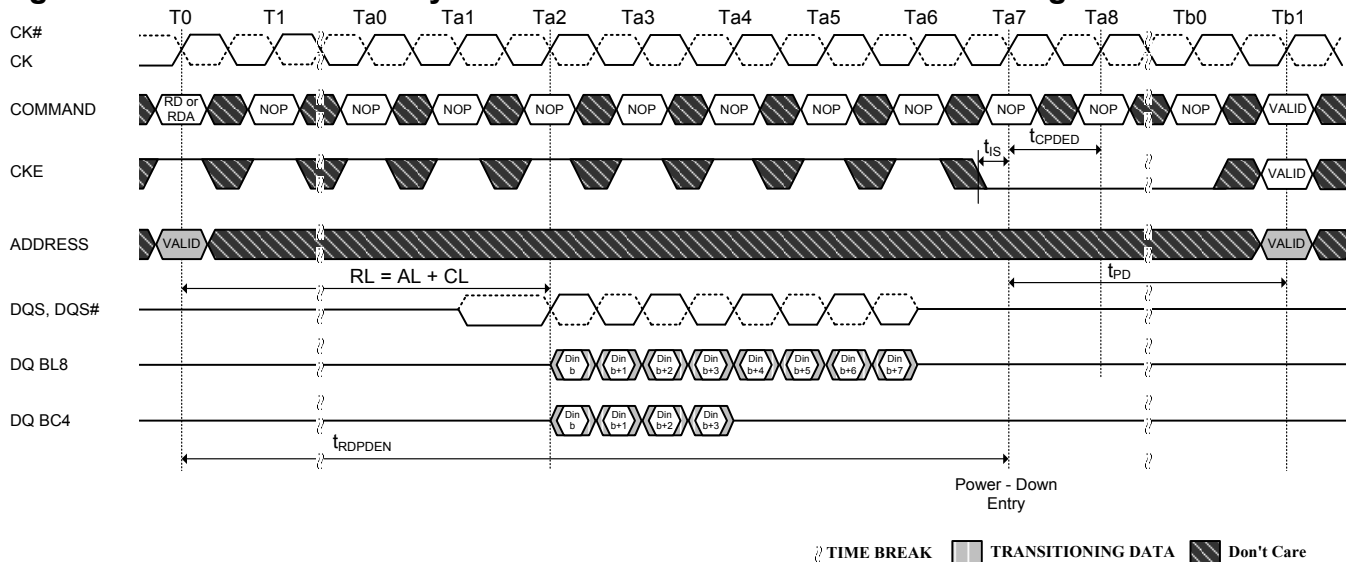 T0 T1 Ta0 Ta1 Ta2 Ta3 Ta4 Ta5 Ta6 Ta7 Ta8 Tb0 Tb1
CK#
CK
COMMAND RD or RDA NOP NOP NOP NOP NOP NOP NOP NOP NOP NOP NOP VALID
tIS tCPDED
CKE VALID
ADDRESS VALID VALID
RL = AL + CL tPD
DQS, DQS#
DQ BL8 Din b Din b+1 Din b+2 Din b+3 Din b+4 Din b+5 Din b+6 Din b+7
DQ BC4 Din b Din b+1 Din b+2 Din b+3
tRDPDEN
Power - Down
Entry
TIME BREAK TRANSITIONING DATA Don't Care